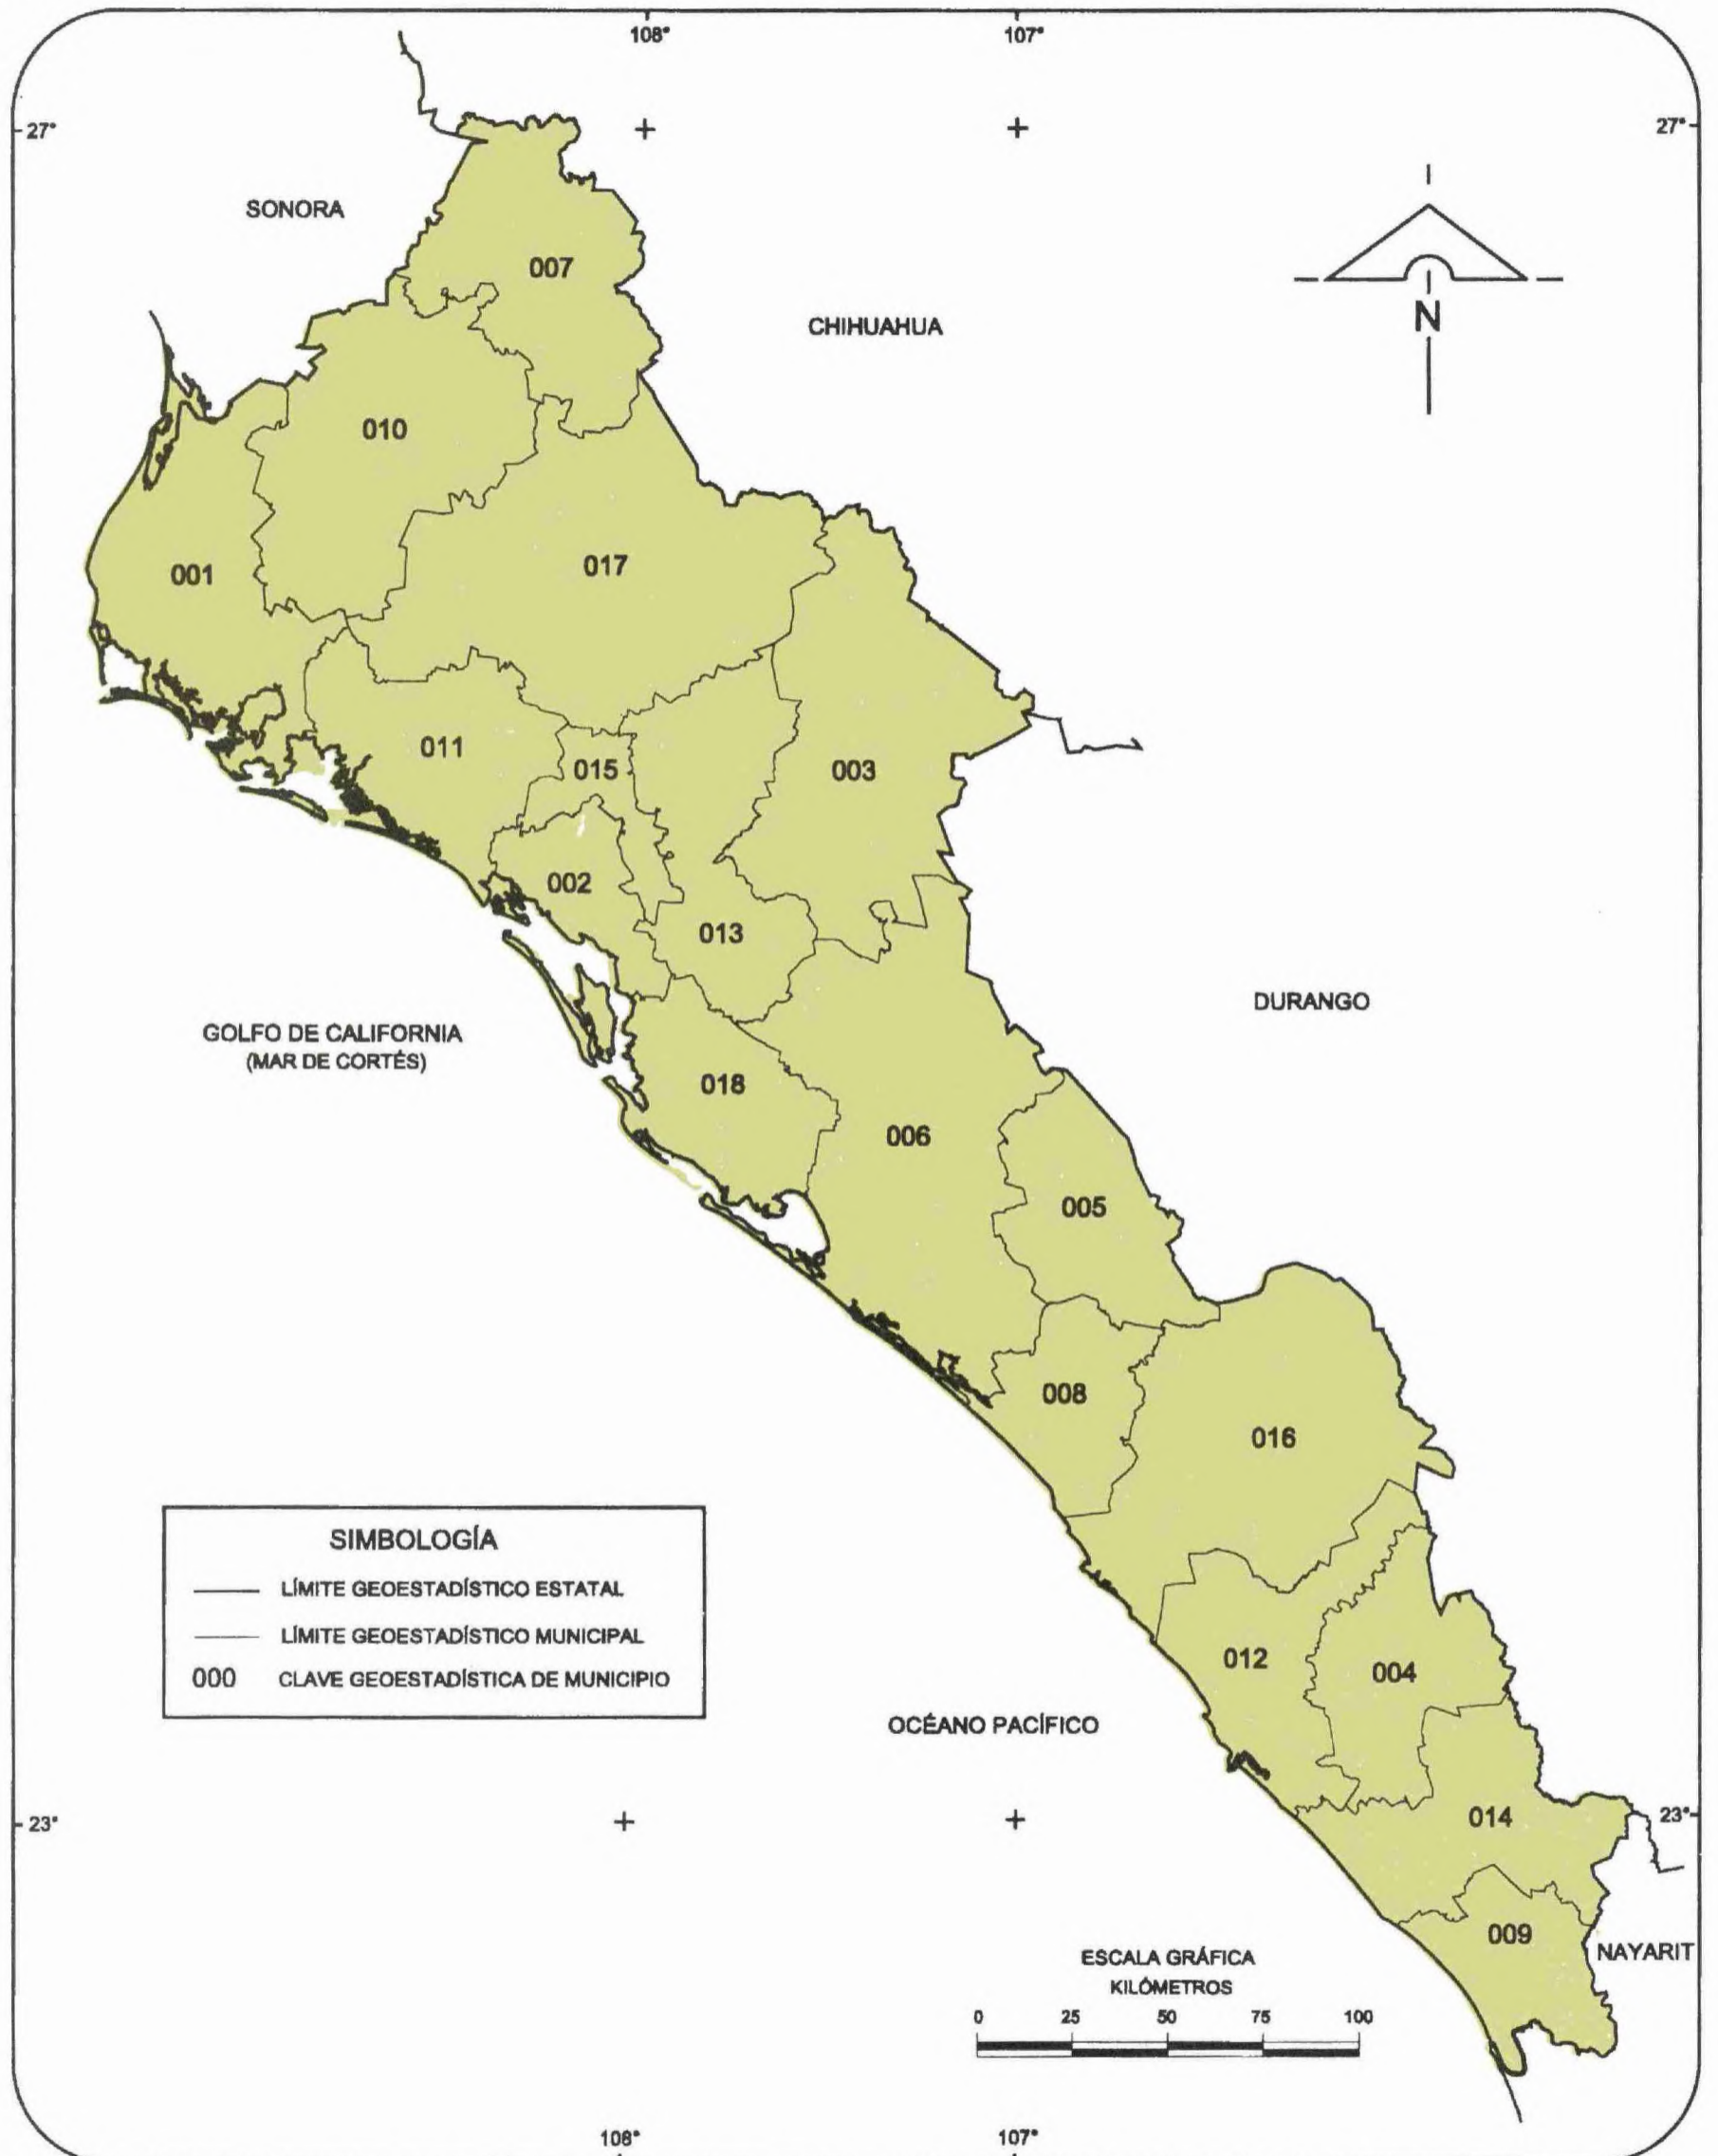 108°
107°
27°
27°
SONORA
007
CHIHUAHUA
N
010
001
017
011
015
003
002
013
DURANGO
GOLFO DE CALIFORNIA
(MAR DE CORTÉS)
018
006
005
008
016
SIMBOLOGÍA
LÍMITE GEOESTADÍSTICO ESTATAL
LÍMITE GEOESTADÍSTICO MUNICIPAL
000 CLAVE GEOESTADÍSTICA DE MUNICIPIO
012
004
OCÉANO PACÍFICO
23°
014
23°
009
NAYARIT
ESCALA GRÁFICA
KILÓMETROS
0 25 50 75 100
108°
107°